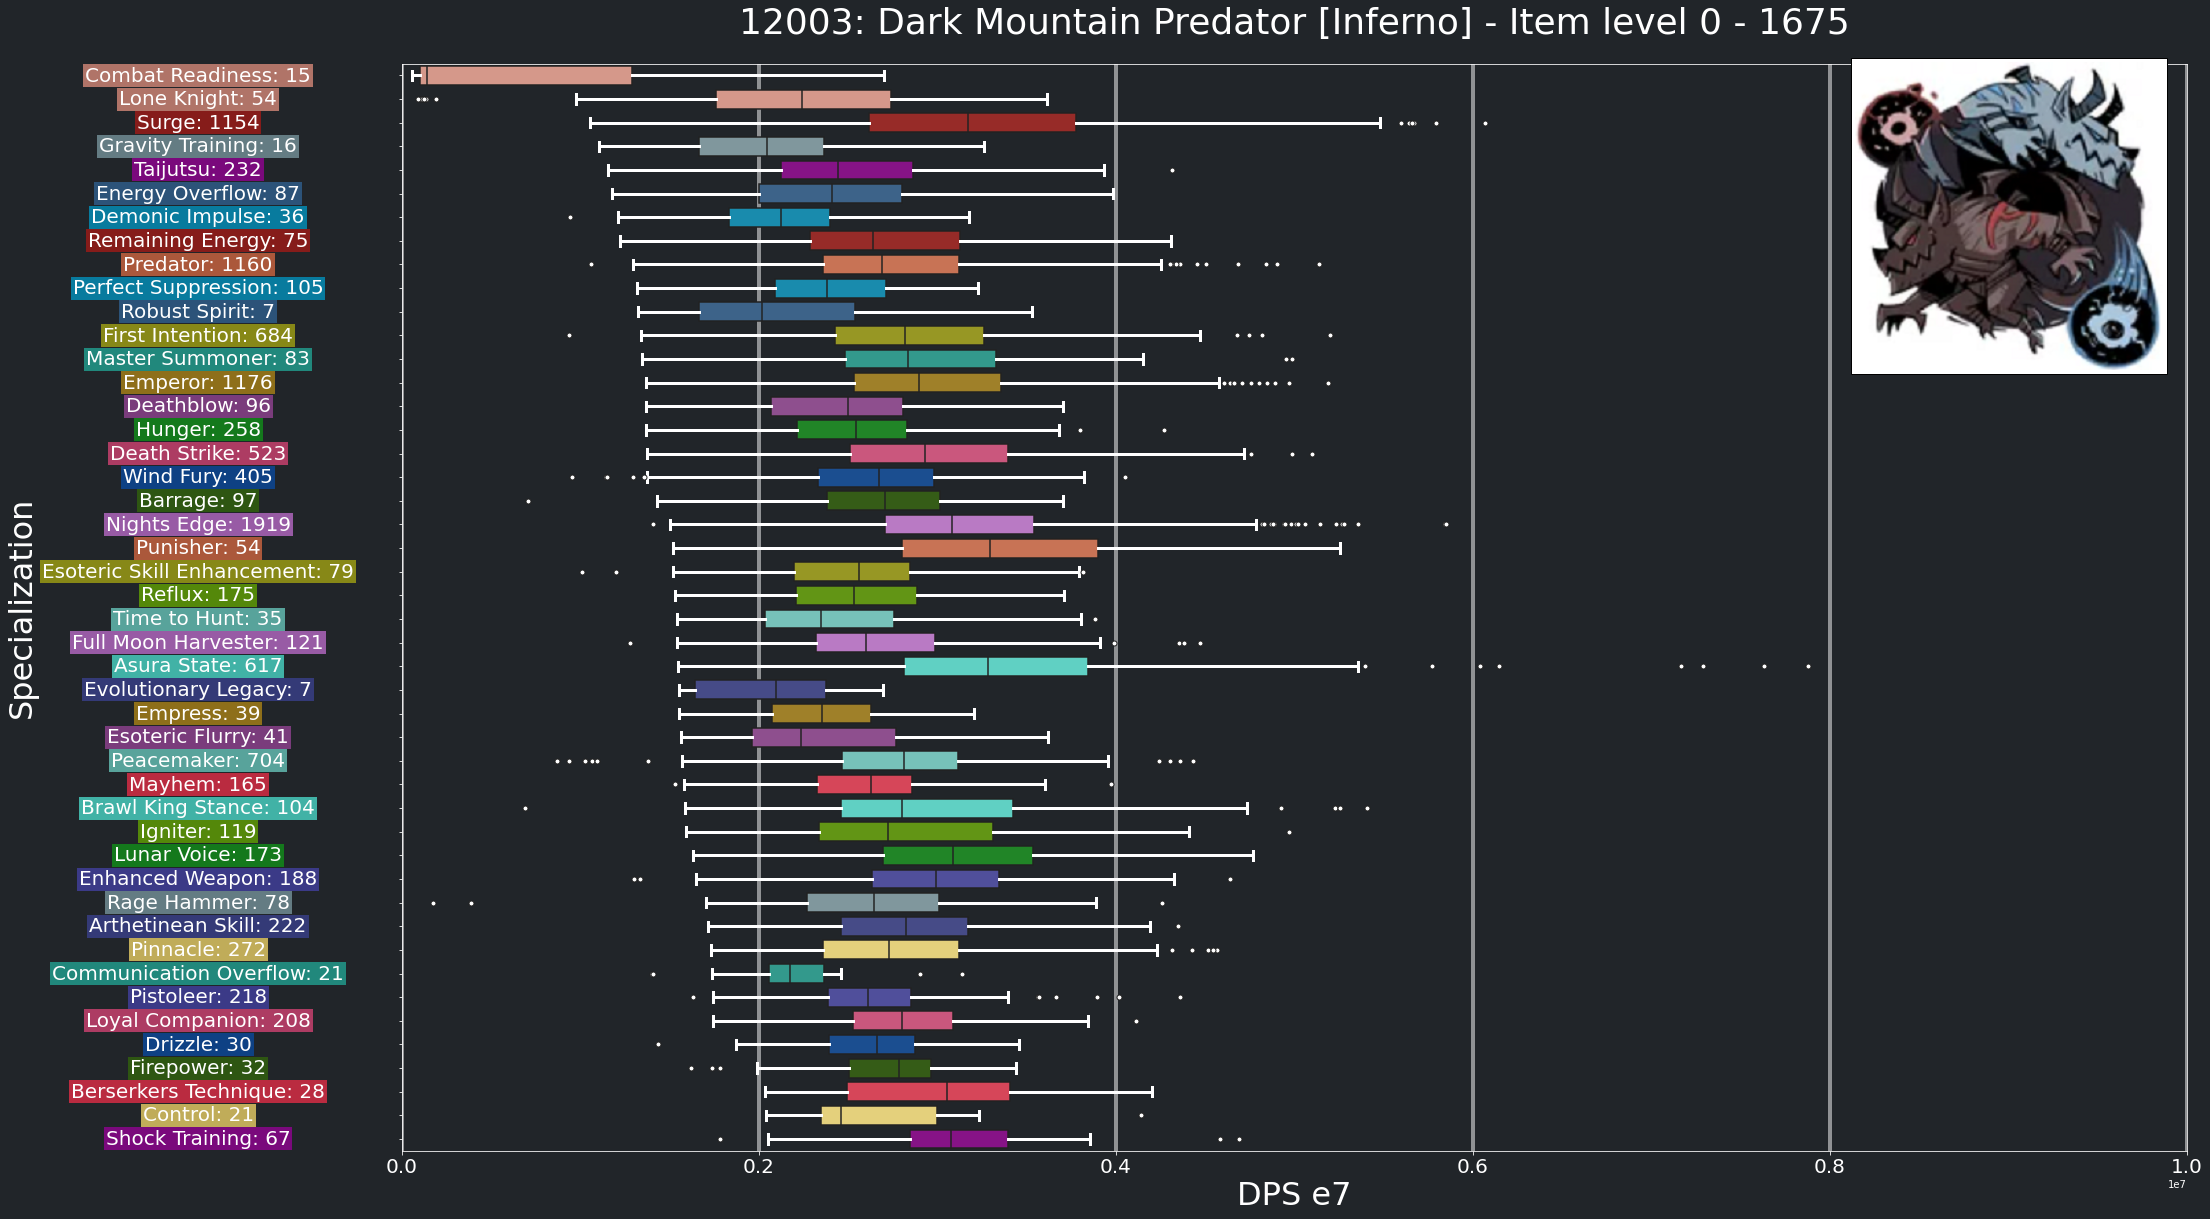 12003: Dark Mountain Predator [Inferno] - Item level 0 - 1675
Specialization
Combat Readiness: 15
Lone Knight: 54
Surge: 1154
Gravity Training: 16
Taijutsu: 232
Energy Overflow: 87
Demonic Impulse: 36
Remaining Energy: 75
Predator: 1160
Perfect Suppression: 105
Robust Spirit: 7
First Intention: 684
Master Summoner: 83
Emperor: 1176
Deathblow: 96
Hunger: 258
Death Strike: 523
Wind Fury: 405
Barrage: 97
Nights Edge: 1919
Punisher: 54
Esoteric Skill Enhancement: 79
Reflux: 175
Time to Hunt: 35
Full Moon Harvester: 121
Asura State: 617
Evolutionary Legacy: 7
Empress: 39
Esoteric Flurry: 41
Peacemaker: 704
Mayhem: 165
Brawl King Stance: 104
Igniter: 119
Lunar Voice: 173
Enhanced Weapon: 188
Rage Hammer: 78
Arthetinean Skill: 222
Pinnacle: 272
Communication Overflow: 21
Pistoleer: 218
Loyal Companion: 208
Drizzle: 30
Firepower: 32
Berserkers Technique: 28
Control: 21
Shock Training: 67
0.0 0.2 0.4 0.6 0.8 1.0
1e7
DPS e7